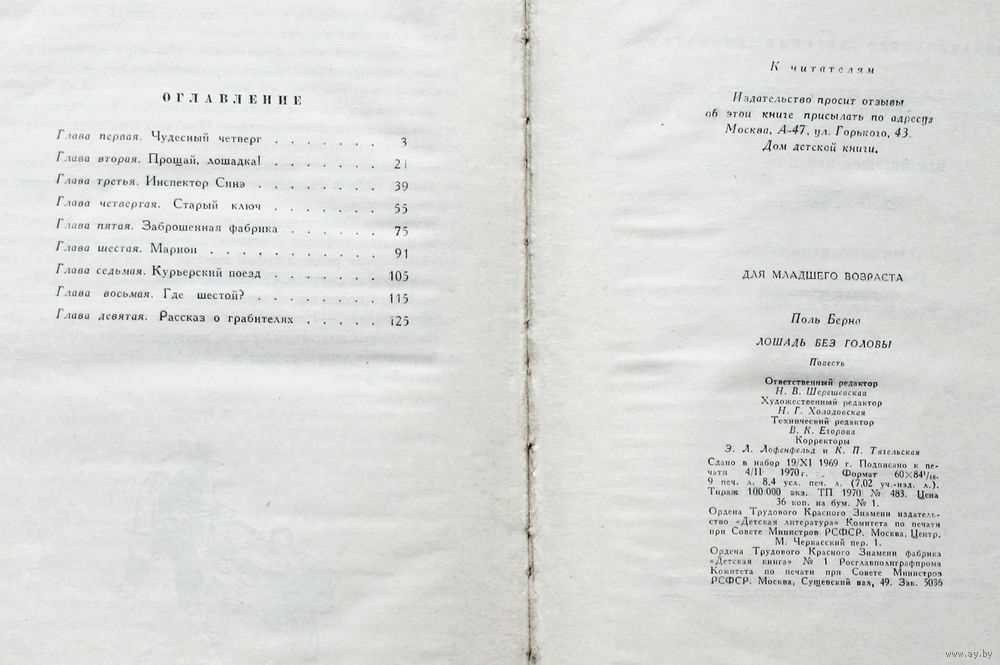 ОГЛАВЛЕНИЕ
Глава первая. Чудесный четверг . . . . . . . 3
Глава вторая. Прощай, лошадка! . . . . . . . 21
Глава третья. Инспектор Синэ . . . . . . . 39
Глава четвертая. Старый ключ . . . . . . . 55
Глава пятая. Заброшенная фабрика . . . . . . 75
Глава шестая. Марион . . . . . . . . . . 91
Глава седьмая. Курьерский поезд . . . . . . . 105
Глава восьмая. Где шестой? . . . . . . . . 115
Глава девятая. Рассказ о грабителях . . . . . 125
К читателям
Издательство просит отзывы
об этой книге присылать по адресу:
Москва, А-47, ул. Горького, 43.
Дом детской книги.
ДЛЯ МЛАДШЕГО ВОЗРАСТА
Поль Берна
ЛОШАДЬ БЕЗ ГОЛОВЫ
Повесть
Ответственный редактор
Н. В. Шерешевская
Художественный редактор
Н. Г. Холодовская
Технический редактор
В. К. Егорова
Корректоры
Э. Л. Лофенфельд и К. П. Тягельская
Сдано в набор 19/XI 1969 г. Подписано к пе-
чати 4/II 1970 г. Формат 60×84¹/₁₆.
9 печ. л. 8,4 усл. печ. л. (7,02 уч.-изд. л.).
Тираж 100 000 экз. ТП 1970 № 483. Цена
36 коп. на бум. № 1.
Ордена Трудового Красного Знамени издатель-
ство «Детская литература» Комитета по печати
при Совете Министров РСФСР. Москва, Центр,
М. Черкасский пер. 1.
Ордена Трудового Красного Знамени фабрика
«Детская книга» № 1 Росглавполиграфпрома
Комитета по печати при Совете Министров
РСФСР. Москва, Сущевский вал, 49. Зак. 5036
www.ay.by